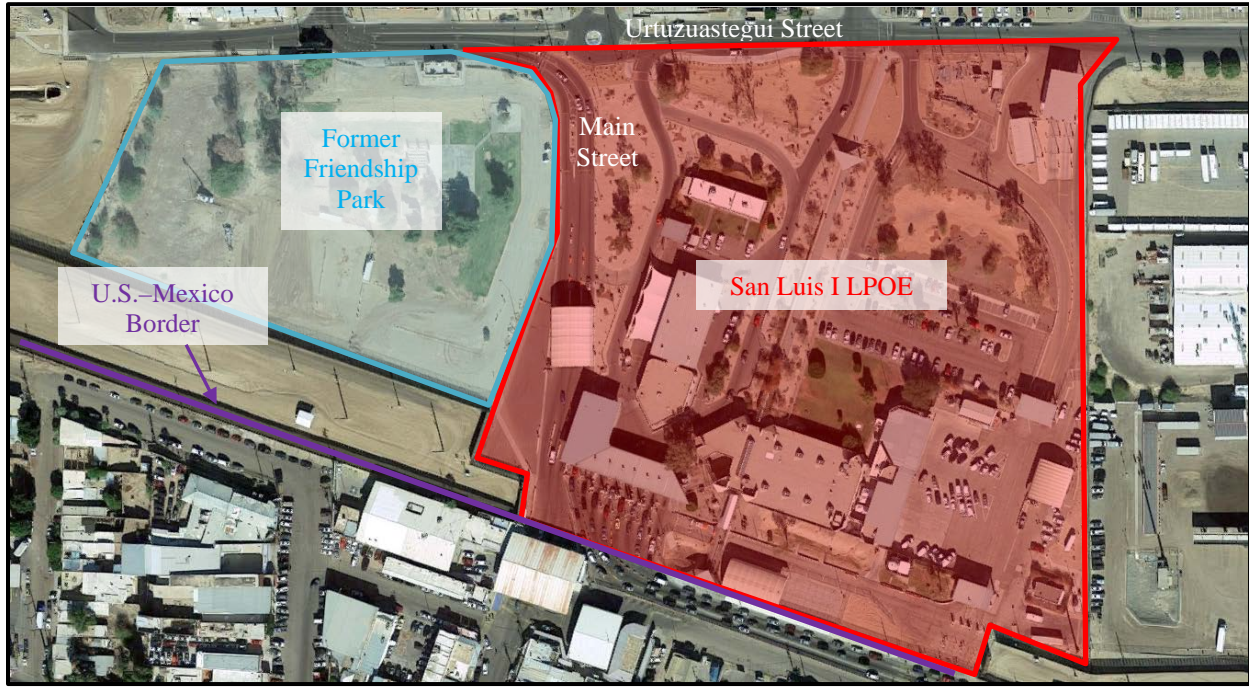 Urtuzuastegui Street
Main
Street
Former
Friendship
Park
U.S.–Mexico
Border
San Luis I LPOE